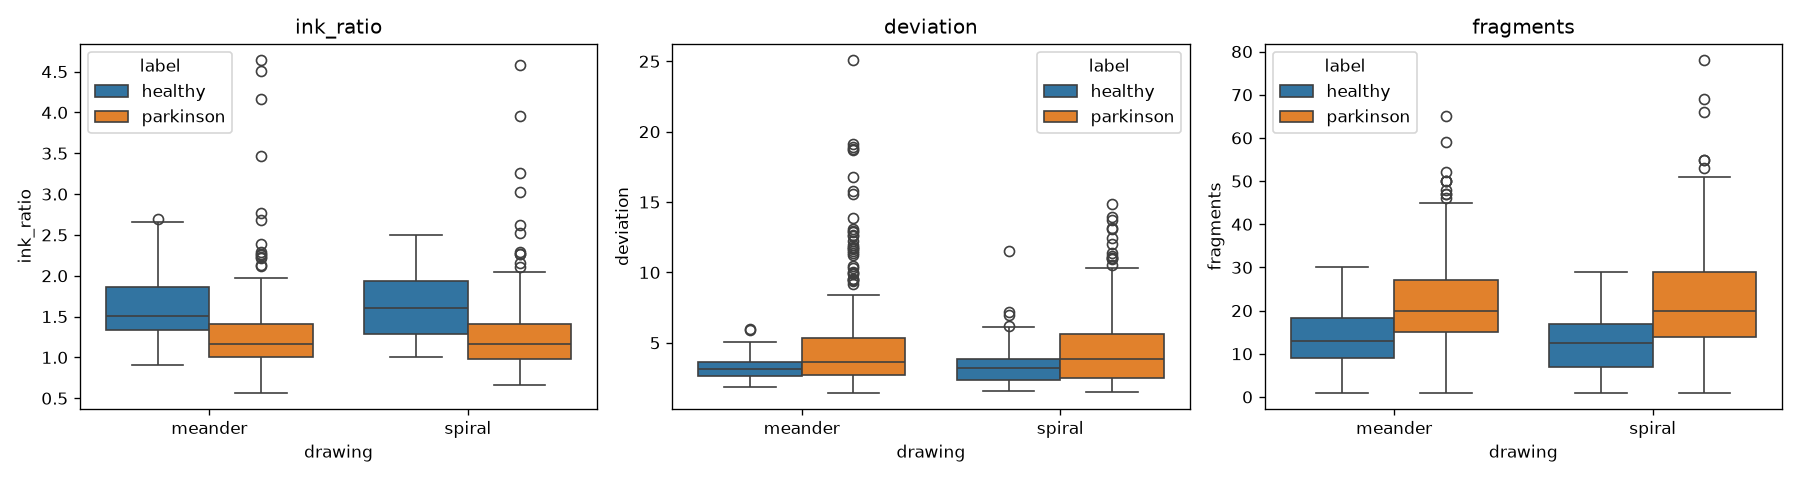 ink_ratio
label
healthy
parkinson
4.5
4.0
3.5
3.0
2.5
2.0
1.5
1.0
0.5
ink_ratio
meander spiral
drawing
deviation
label
healthy
parkinson
25
20
15
10
5
deviation
meander spiral
drawing
fragments
label
healthy
parkinson
80
70
60
50
40
30
20
10
0
fragments
meander spiral
drawing